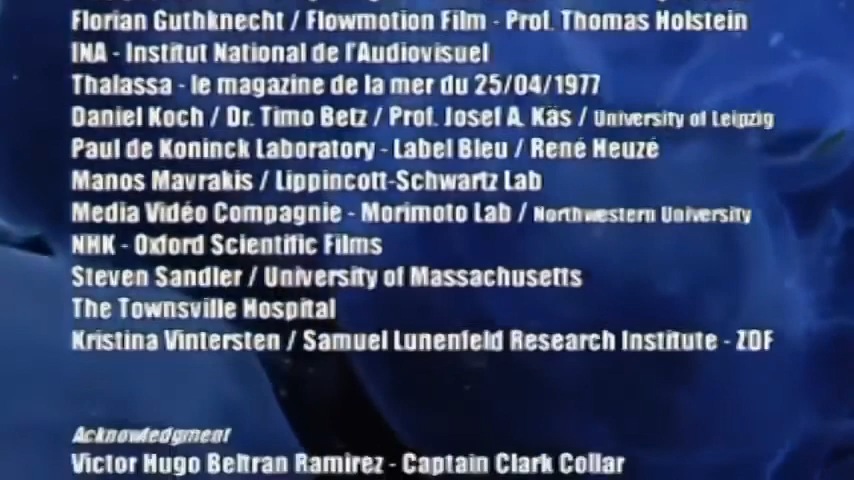 Florian Guthknecht / Flowmotion Film - Prof. Thomas Holstein
INA - Institut National de l'Audiovisuel
Thalassa - le magazine de la mer du 25/04/1977
Daniel Koch / Dr. Timo Betz / Prof. Josef A. Käs / University of Leipzig
Paul de Koninck Laboratory - Label Bleu / René Heuzé
Manos Mavrakis / Lippincott-Schwartz Lab
Media Vidéo Compagnie - Morimoto Lab / Northwestern University
NHK - Oxford Scientific Films
Steven Sandler / University of Massachusetts
The Townsville Hospital
Kristina Vintersten / Samuel Lunenfeld Research Institute - ZDF
Acknowledgment
Victor Hugo Beltran Ramirez - Captain Clark Collar